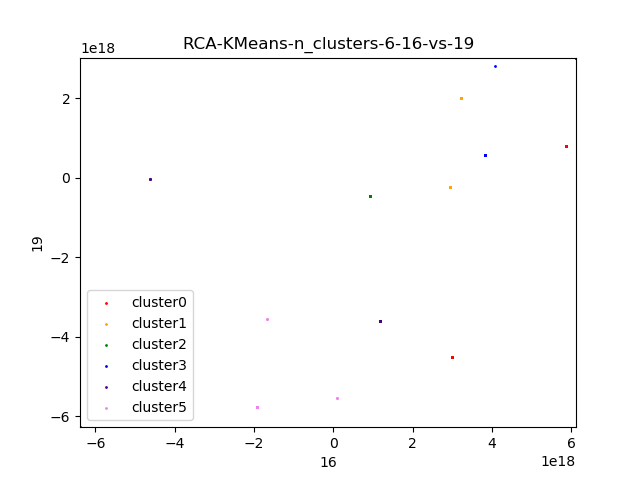 RCA-KMeans-n_clusters-6-16-vs-19
1e18
2
0
−2
−4
−6
19
cluster0
cluster1
cluster2
cluster3
cluster4
cluster5
−6 −4 −2 0 2 4 6
16
1e18